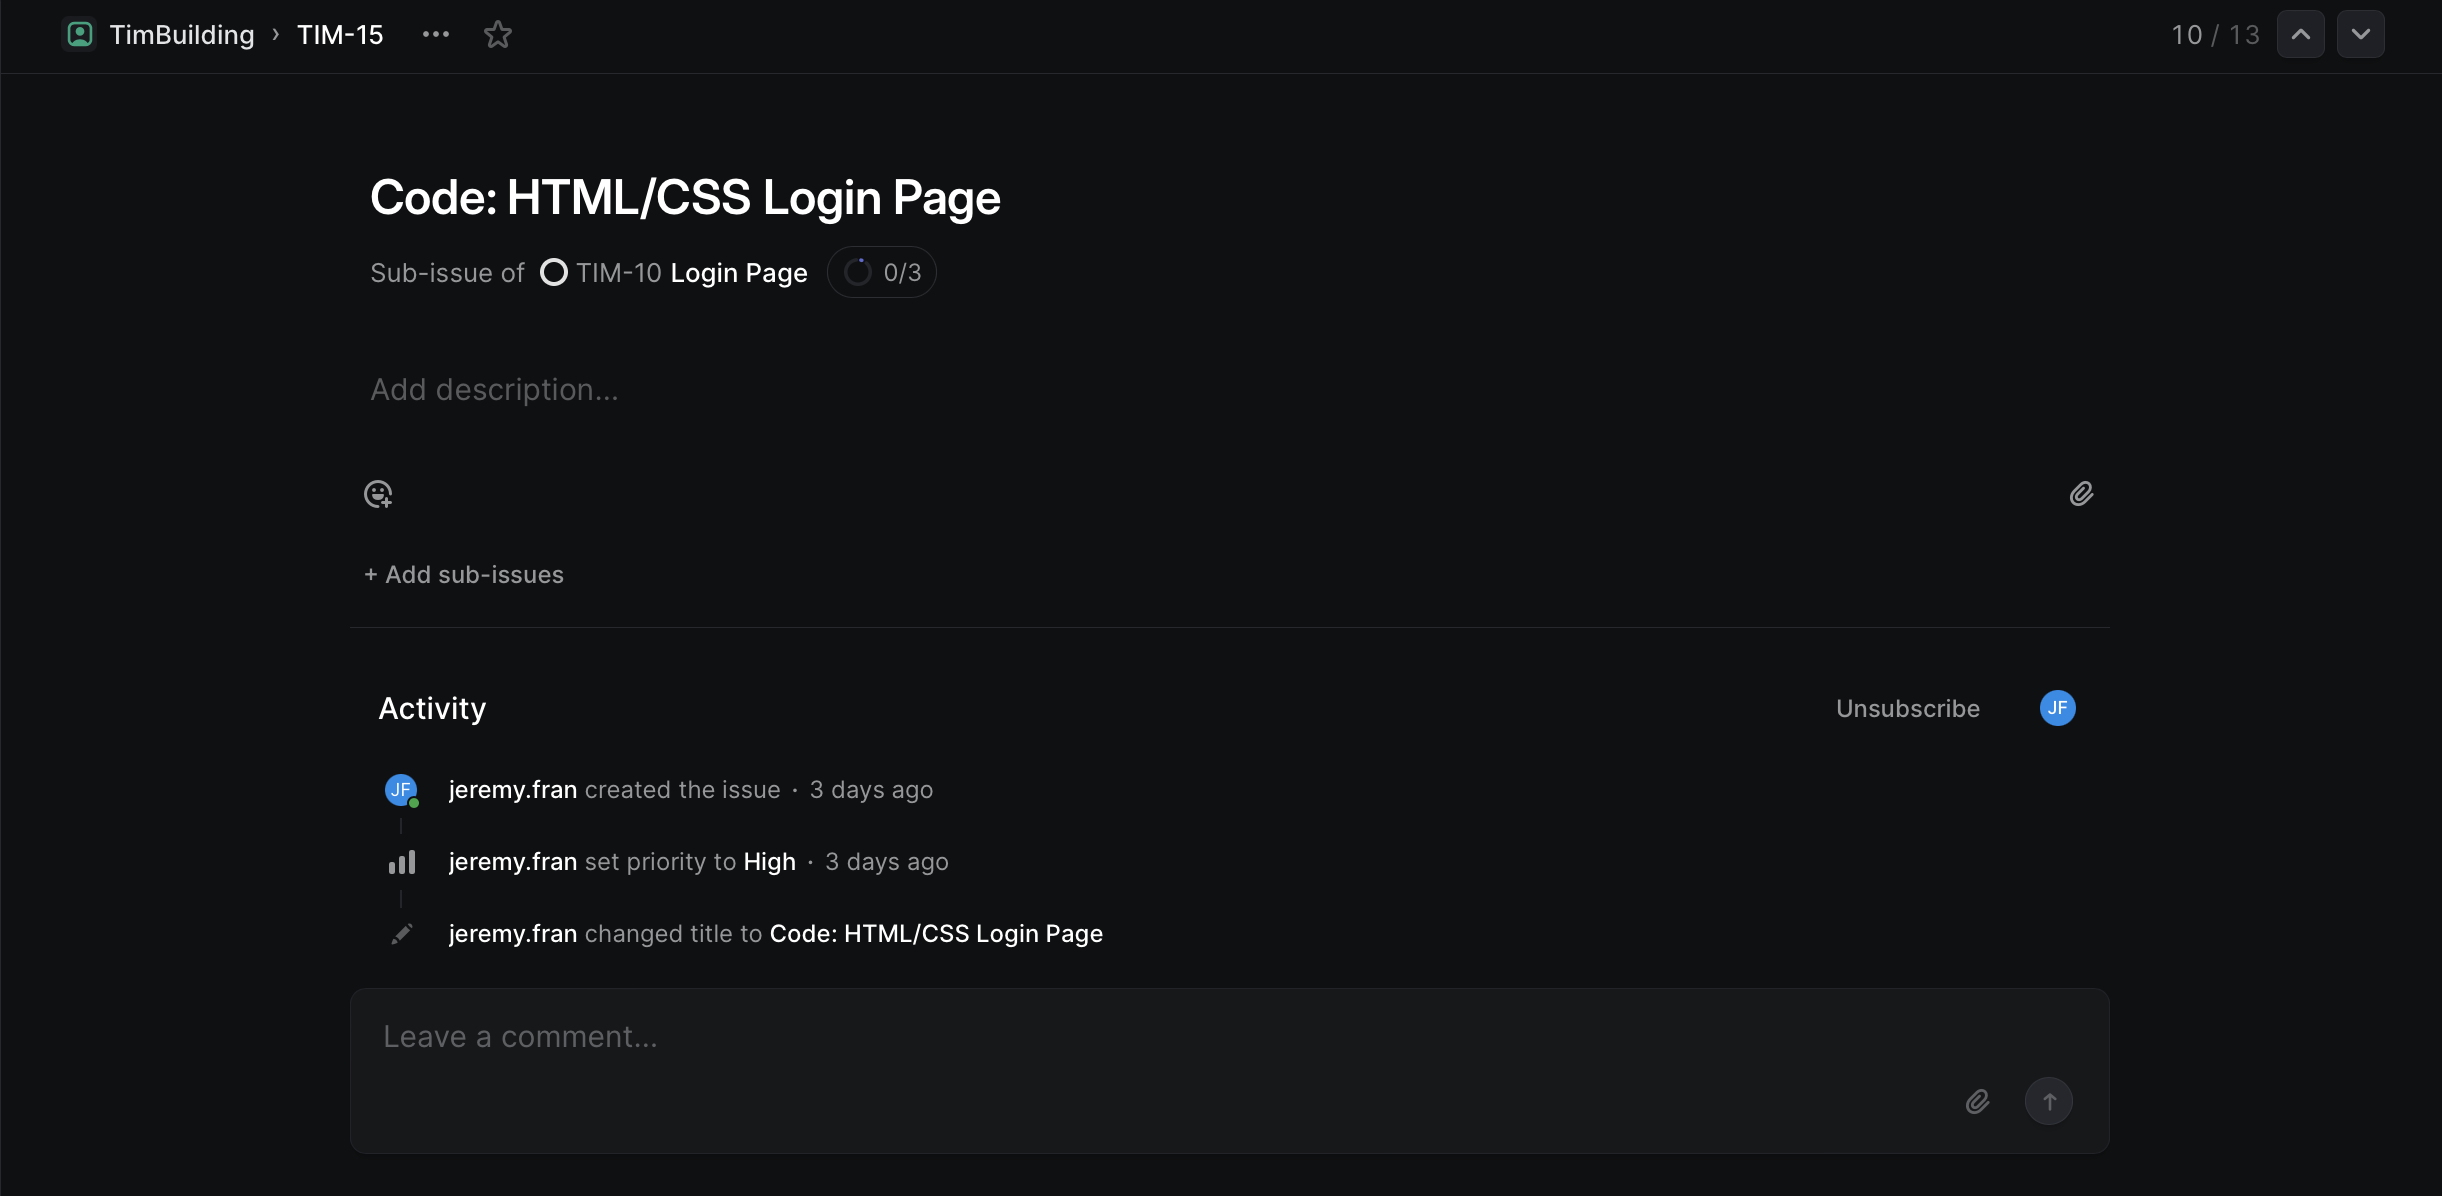 TimBuilding › TIM-15 ••• 10 / 13
Code: HTML/CSS Login Page
Sub-issue of TIM-10 Login Page 0/3
Add description...
+ Add sub-issues
Activity Unsubscribe JF
JF jeremy.fran created the issue · 3 days ago
jeremy.fran set priority to High · 3 days ago
jeremy.fran changed title to Code: HTML/CSS Login Page
Leave a comment...